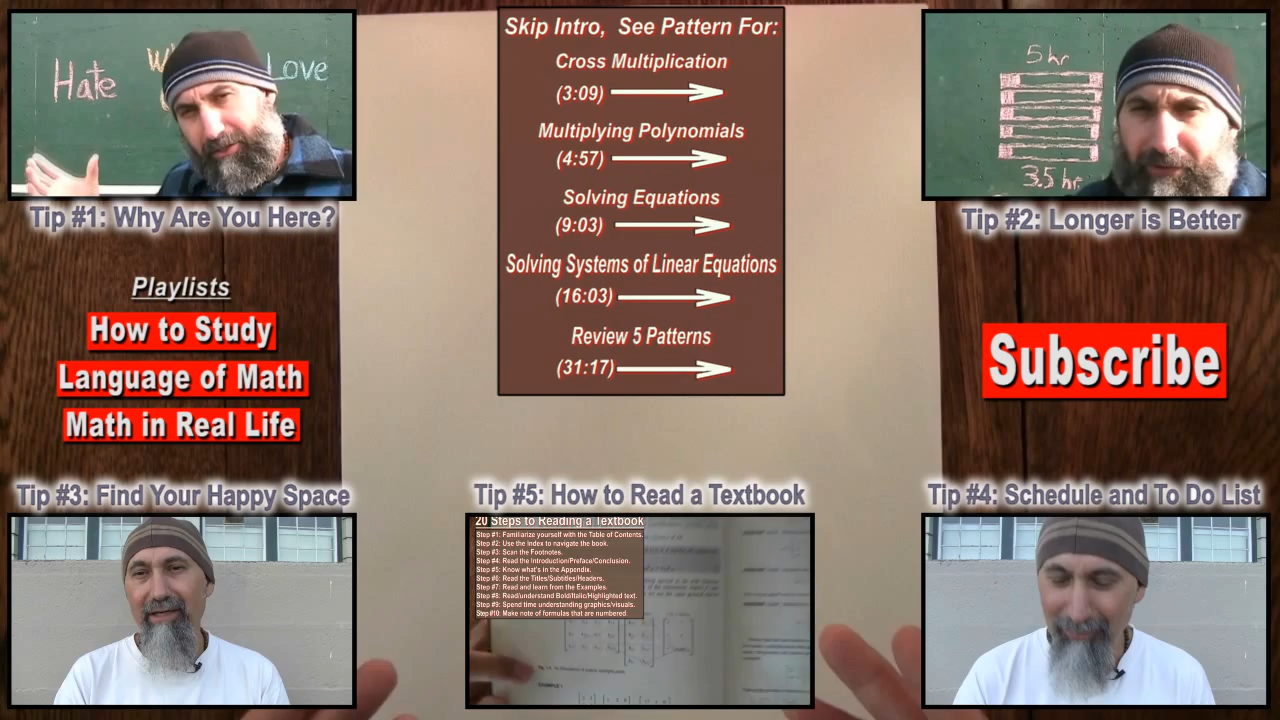 Skip Intro, See Pattern For:
Cross Multiplication
(3:09)
Multiplying Polynomials
(4:57)
Solving Equations
(9:03)
Solving Systems of Linear Equations
(16:03)
Review 5 Patterns
(31:17)
Hate
Love
Tip #1: Why Are You Here?
5 hr
3.5 hr
Tip #2: Longer is Better
Playlists
How to Study
Language of Math
Math in Real Life
Subscribe
Tip #3: Find Your Happy Space
Tip #5: How to Read a Textbook
20 Steps to Reading a Textbook
Step #1: Familiarize yourself with the Table of Contents.
Step #2: Use the Index to navigate the book.
Step #3: Scan the Footnotes.
Step #4: Read the Introduction/Preface/Conclusion.
Step #5: Know what's in the Appendix.
Step #6: Read the Titles/Subtitles/Headers.
Step #7: Read and learn from the Examples.
Step #8: Read/understand Bold/Italic/Highlighted text.
Step #9: Spend time understanding graphics/visuals.
Step #10: Make note of formulas that are numbered.
Tip #4: Schedule and To Do List